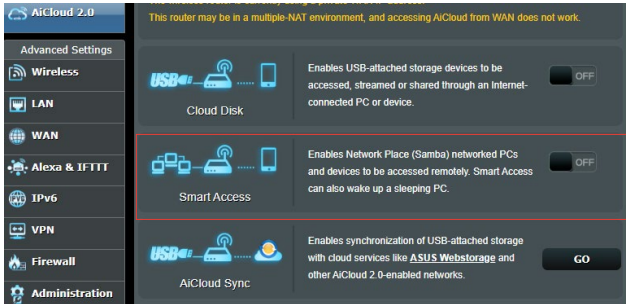 AiCloud 2.0
This router may be in a multiple-NAT environment, and accessing AiCloud from WAN does not work.
Advanced Settings
Wireless
LAN
WAN
Alexa & IFTTT
IPv6
VPN
Firewall
Administration
USB
Cloud Disk
Enables USB-attached storage devices to be
accessed, streamed or shared through an Internet-
connected PC or device.
OFF
Smart Access
Enables Network Place (Samba) networked PCs
and devices to be accessed remotely. Smart Access
can also wake up a sleeping PC.
OFF
USB
AiCloud Sync
Enables synchronization of USB-attached storage
with cloud services like ASUS Webstorage and
other AiCloud 2.0-enabled networks.
GO